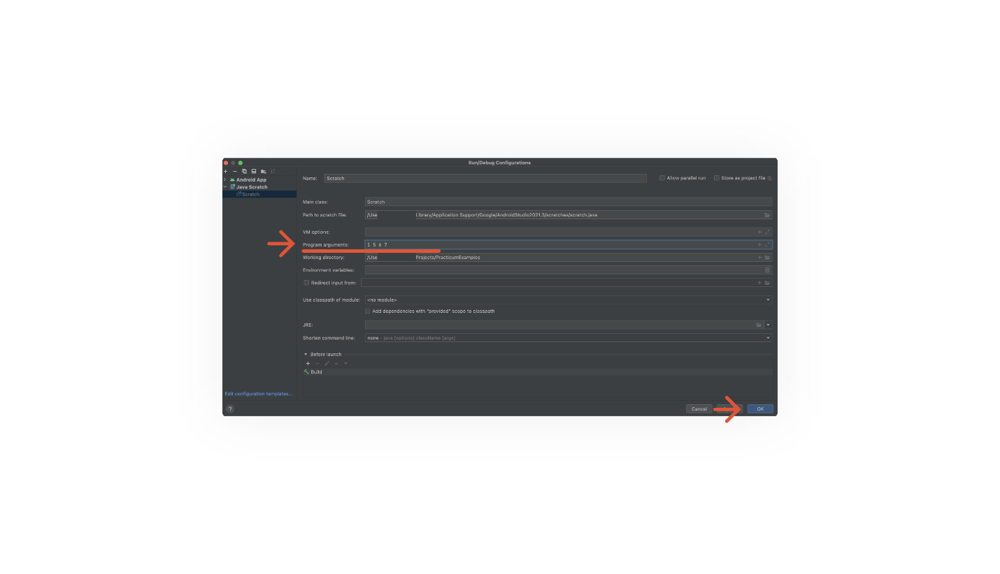 Run/Debug Configurations
Android App
Java Scratch
Scratch
Edit configuration templates...
Name: Scratch
Allow parallel run
Store as project file
Main class: Scratch
Path to scratch file: /Use Library/Application Support/Google/AndroidStudio2021.3/scratches/scratch.java
VM options:
Program arguments: 1 5 6 7
Working directory: /Use Projects/PracticumExamples
Environment variables:
Redirect input from:
Use classpath of module: <no module>
Add dependencies with "provided" scope to classpath
JRE:
Shorten command line: none - java [options] className [args]
Before launch
Build
?
Cancel
OK